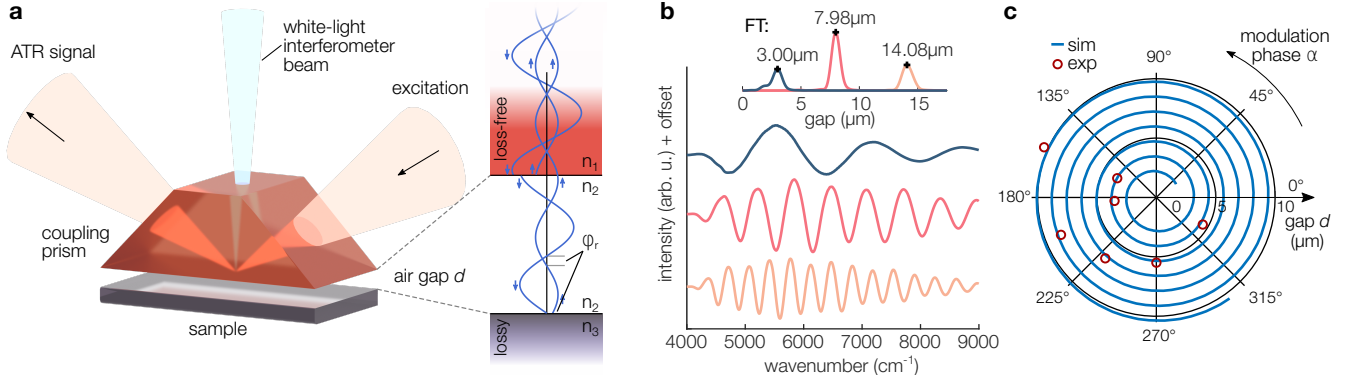 a
ATR signal
white-light
interferometer
beam
excitation
coupling
prism
air gap d
sample
loss-free
n1
n2
φr
n2
n3
lossy
b
FT:
3.00µm
7.98µm
14.08µm
0 5 10 15
gap (µm)
intensity (arb. u.) + offset
4000 5000 6000 7000 8000 9000
wavenumber (cm⁻¹)
c
sim
exp
modulation
phase α
90°
135°
45°
180°
0°
0 5 10
gap d
(µm)
225°
315°
270°